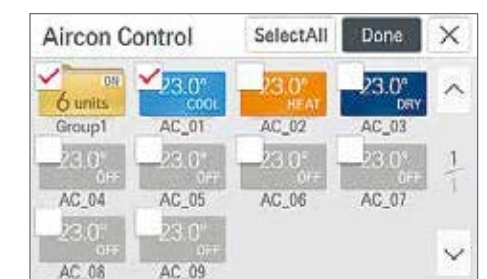 Aircon Control SelectAll Done
ON 23.0° 23.0° 23.0°
6 units COOL HEAT DRY
Group1 AC_01 AC_02 AC_03
23.0° 23.0° 23.0° 23.0°
OFF OFF OFF OFF
AC_04 AC_05 AC_06 AC_07
1
1
23.0° 23.0°
OFF OFF
AC_08 AC_09